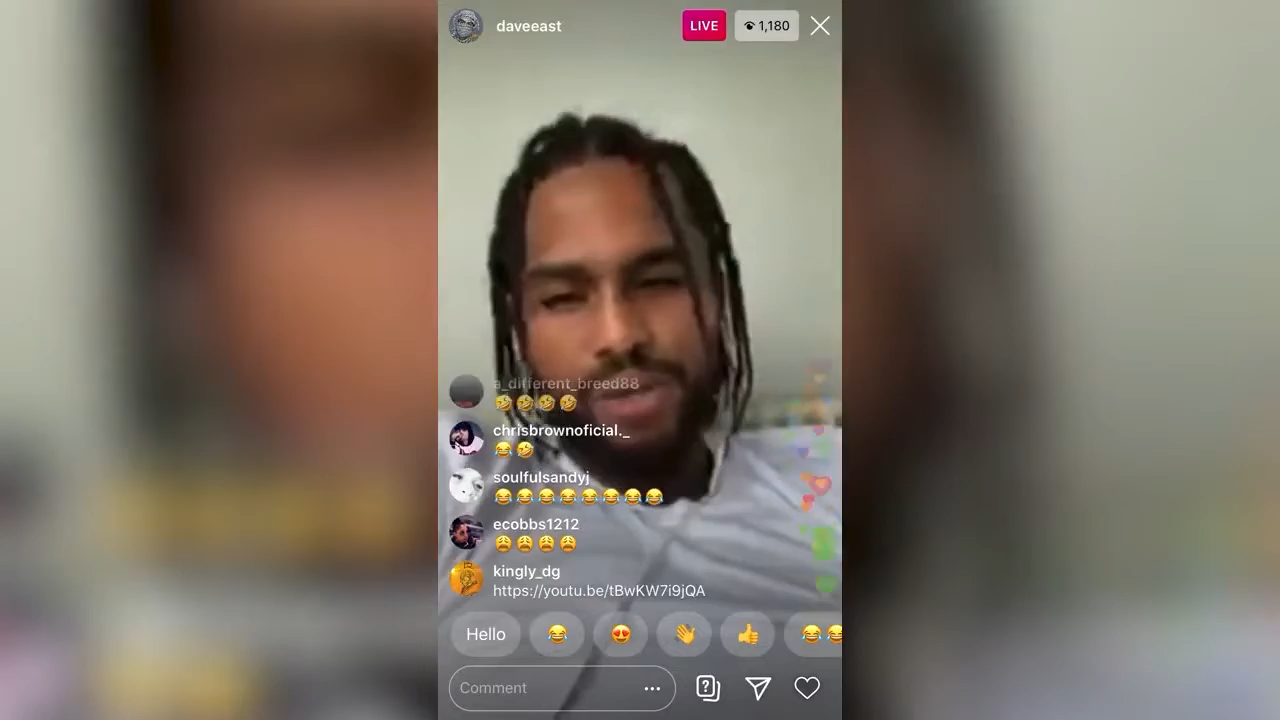 daveeast
LIVE
1,180
a_different_breed88
🤣🤣🤣🤣
chrisbrownoficial._
😂🤣
soulfulsandyj
😂😂😂😂😂😂😂😂
ecobbs1212
😩😩😩😩
kingly_dg
https://youtu.be/tBwKW7i9jQA
Hello 😂 😍 👋 👍 😂😂
Comment